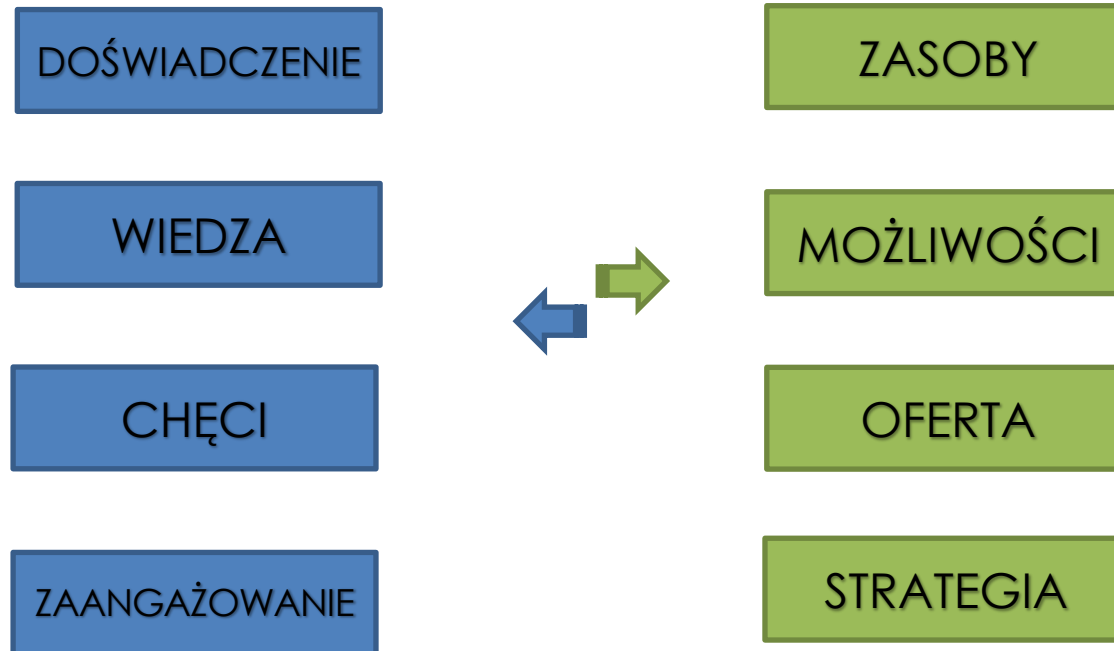 DOŚWIADCZENIE
WIEDZA
CHĘCI
ZAANGAŻOWANIE
ZASOBY
MOŻLIWOŚCI
OFERTA
STRATEGIA